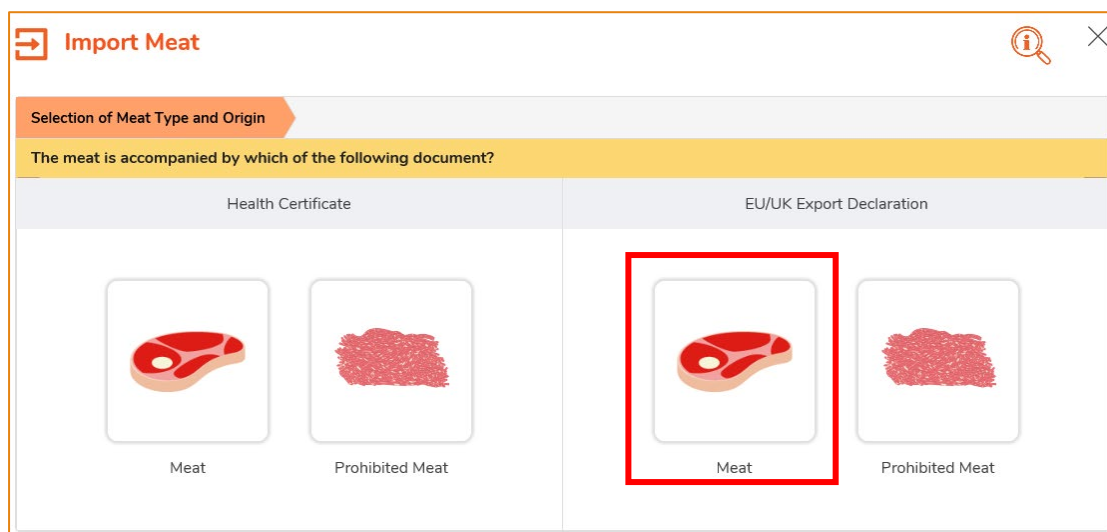 Import Meat
Selection of Meat Type and Origin
The meat is accompanied by which of the following document?
Health Certificate
EU/UK Export Declaration
Meat
Prohibited Meat
Meat
Prohibited Meat